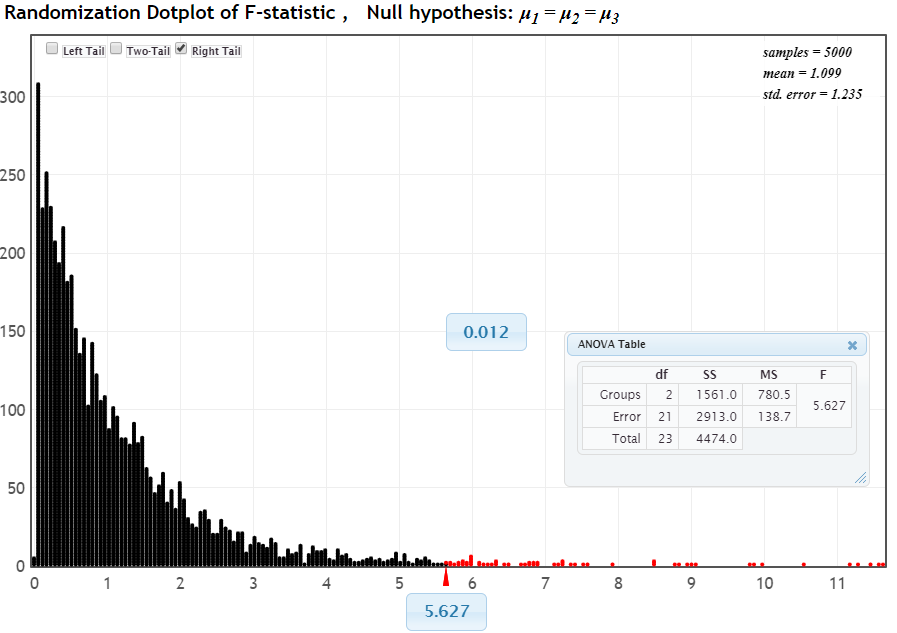 Randomization Dotplot of F-statistic , Null hypothesis: μ1 = μ2 = μ3
Left Tail Two-Tail Right Tail
samples = 5000
mean = 1.099
std. error = 1.235
300
250
200
150
100
50
0
0.012
ANOVA Table
df SS MS F
Groups 2 1561.0 780.5 5.627
Error 21 2913.0 138.7
Total 23 4474.0
0 1 2 3 4 5 6 7 8 9 10 11
5.627